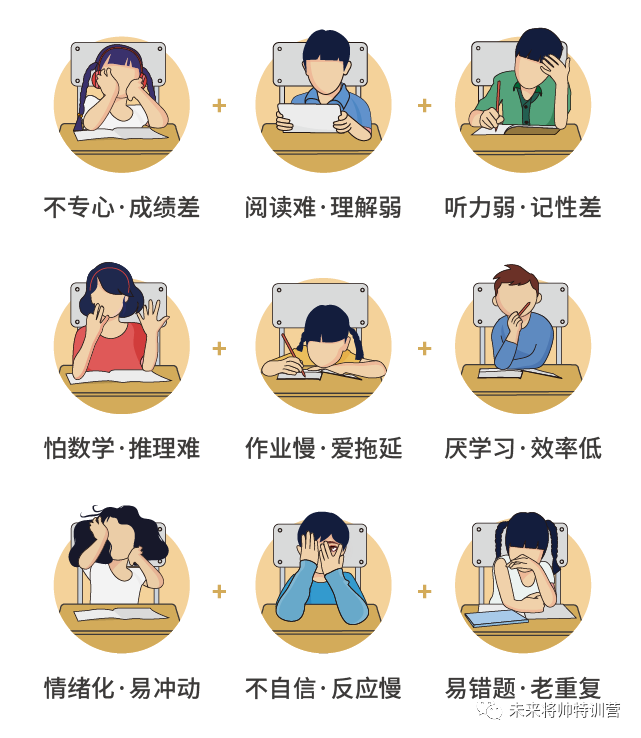 不专心·成绩差
阅读难·理解弱
听力弱·记性差
怕数学·推理难
作业慢·爱拖延
厌学习·效率低
情绪化·易冲动
不自信·反应慢
易错题·老重复
未来将帅特训营